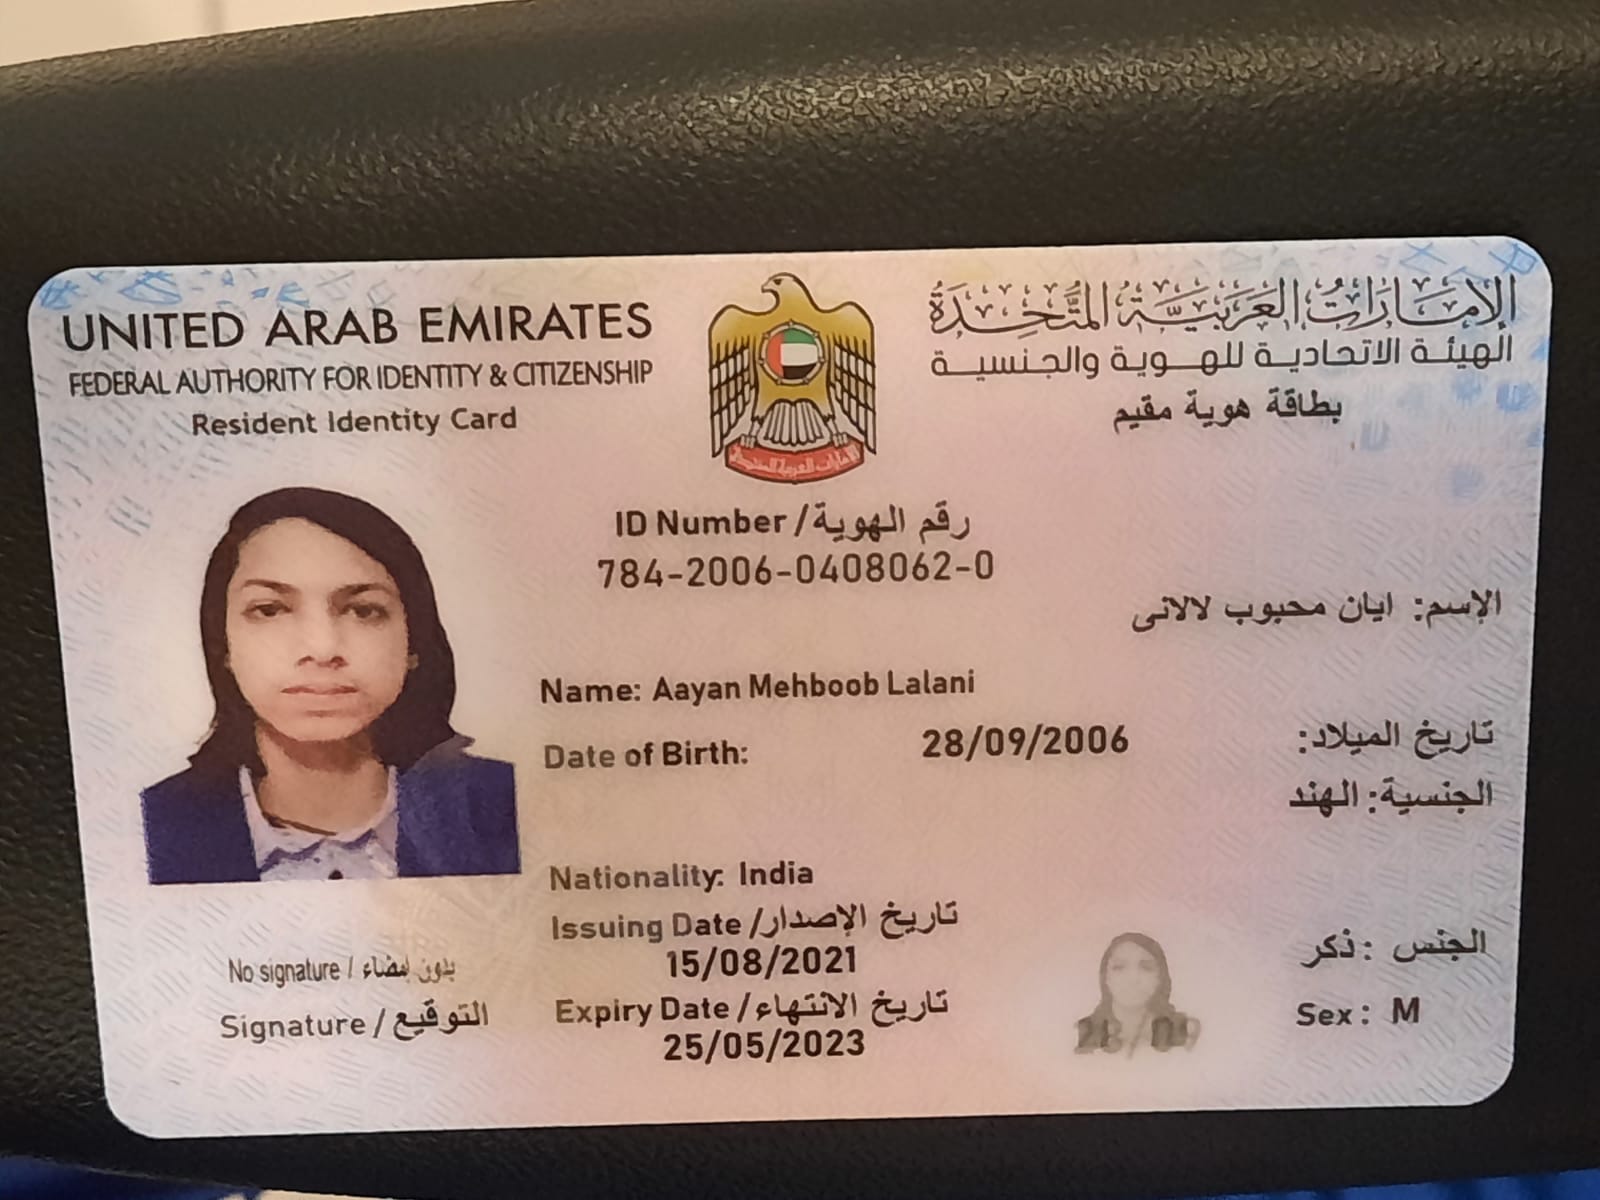 UNITED ARAB EMIRATES
الإمارات العربية المتحدة
FEDERAL AUTHORITY FOR IDENTITY & CITIZENSHIP
الهيئة الاتحادية للهوية والجنسية
Resident Identity Card
بطاقة هوية مقيم
الإمارات العربية المتحدة
ID Number / رقم الهوية
784-2006-0408062-0
الإسم: ايان محبوب لالانى
Name: Aayan Mehboob Lalani
Date of Birth: 28/09/2006 تاريخ الميلاد:
الجنسية: الهند
Nationality: India
Issuing Date / تاريخ الإصدار
15/08/2021
الجنس : ذكر
No signature / بدون إمضاء
Signature / التوقيع
Expiry Date / تاريخ الانتهاء
25/05/2023
Sex: M
28/09